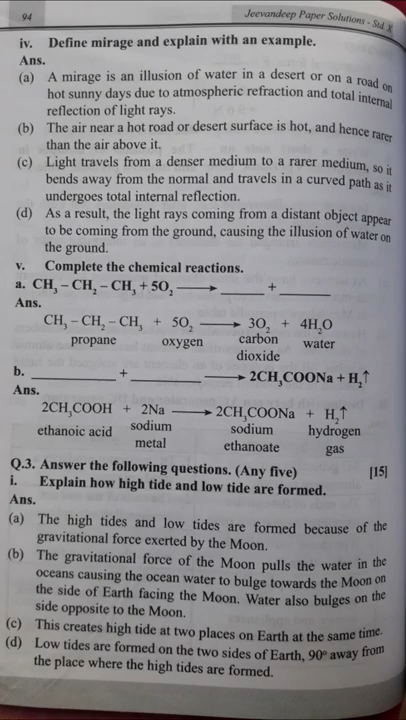 94
Jeevandeep Paper Solutions - Std. X
iv. Define mirage and explain with an example.
Ans.
(a) A mirage is an illusion of water in a desert or on a road on
hot sunny days due to atmospheric refraction and total internal
reflection of light rays.
(b) The air near a hot road or desert surface is hot, and hence rarer
than the air above it.
(c) Light travels from a denser medium to a rarer medium, so it
bends away from the normal and travels in a curved path as it
undergoes total internal reflection.
(d) As a result, the light rays coming from a distant object appear
to be coming from the ground, causing the illusion of water on
the ground.
v. Complete the chemical reactions.
a. CH₃ – CH₂ – CH₃ + 5O₂ ⟶ ______ + ______
Ans.
CH₃ – CH₂ – CH₃ + 5O₂ ⟶ 3O₂ + 4H₂O
propane oxygen carbon water
dioxide
b. ______ + ______ ⟶ 2CH₃COONa + H₂↑
Ans.
2CH₃COOH + 2Na ⟶ 2CH₃COONa + H₂↑
ethanoic acid sodium sodium hydrogen
metal ethanoate gas
Q.3. Answer the following questions. (Any five) [15]
i. Explain how high tide and low tide are formed.
Ans.
(a) The high tides and low tides are formed because of the
gravitational force exerted by the Moon.
(b) The gravitational force of the Moon pulls the water in the
oceans causing the ocean water to bulge towards the Moon on
the side of Earth facing the Moon. Water also bulges on the
side opposite to the Moon.
(c) This creates high tide at two places on Earth at the same time.
(d) Low tides are formed on the two sides of Earth, 90° away from
the place where the high tides are formed.